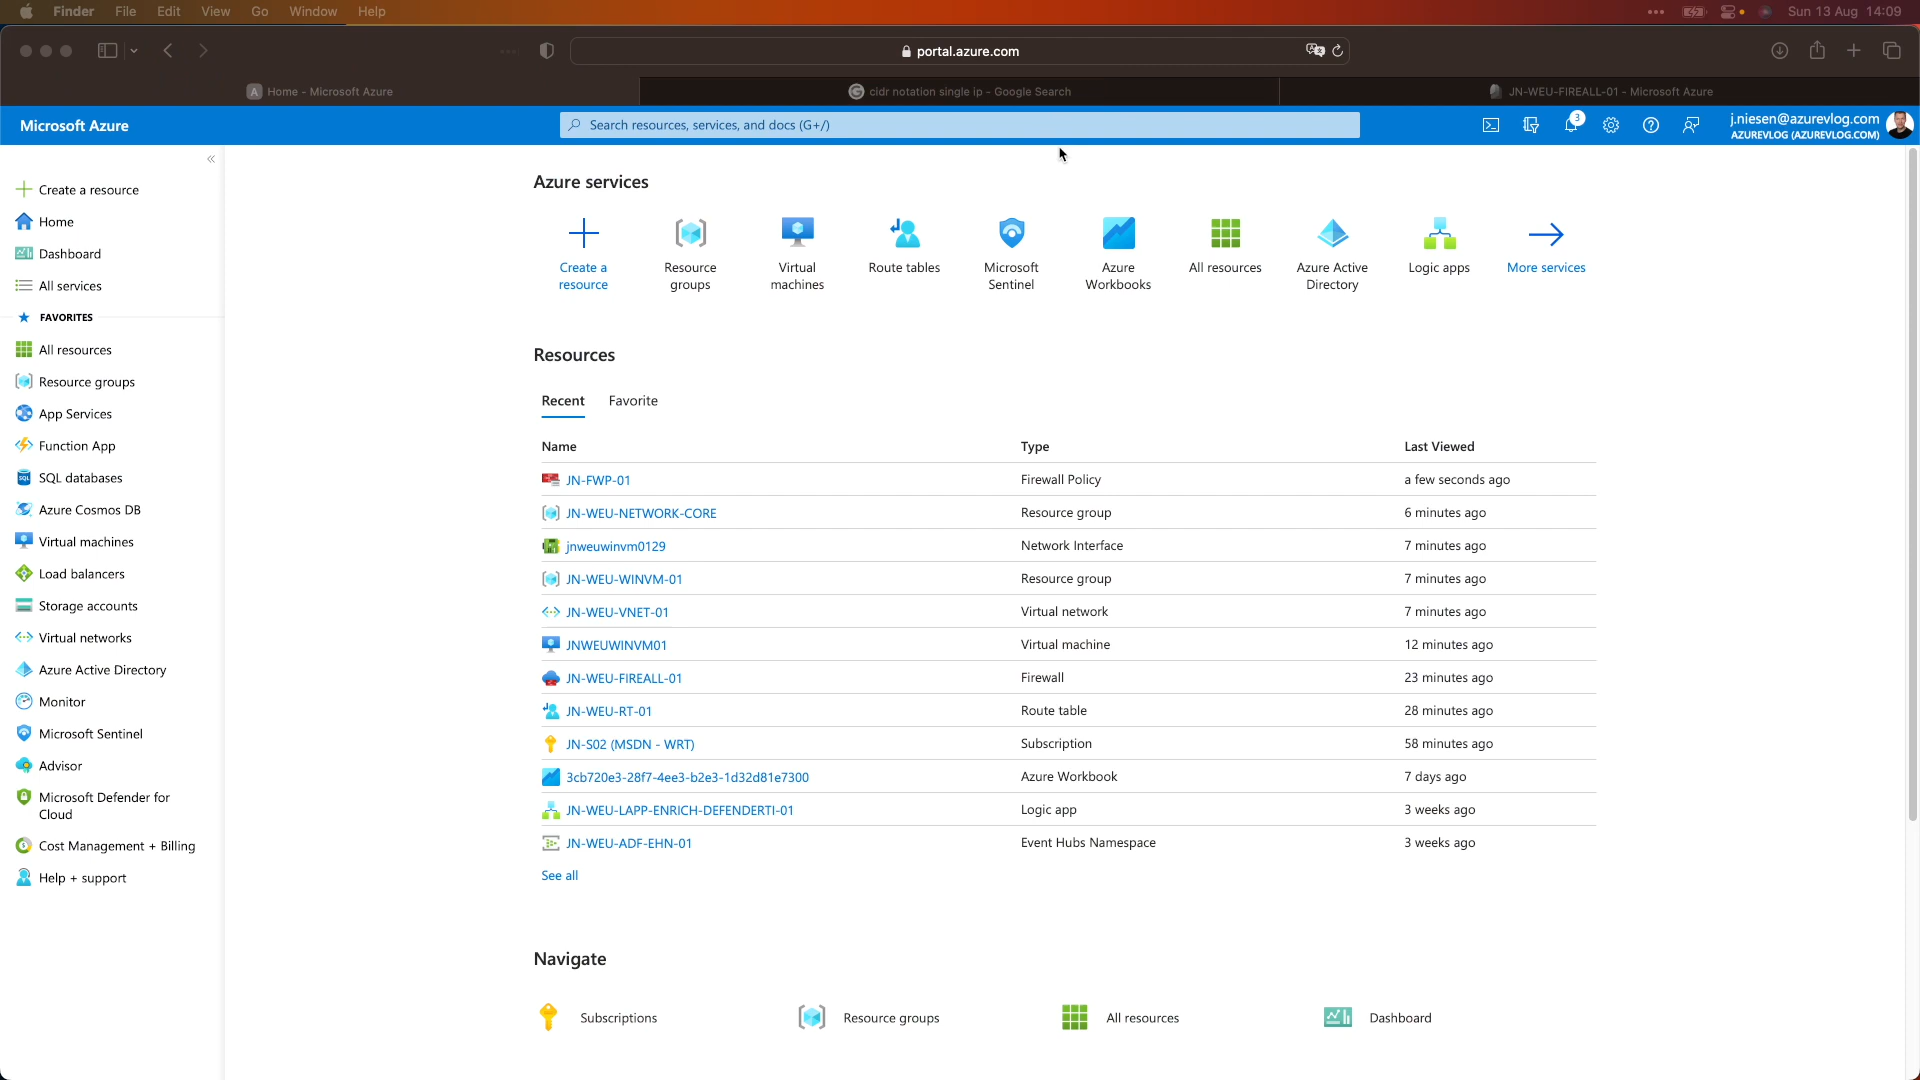 Finder File Edit View Go Window Help
Sun 13 Aug 14:09
portal.azure.com
Home - Microsoft Azure
cidr notation single ip - Google Search
JN-WEU-FIREALL-01 - Microsoft Azure
Microsoft Azure
Search resources, services, and docs (G+/)
3
j.niesen@azurevlog.com
AZUREVLOG (AZUREVLOG.COM)
Create a resource
Home
Dashboard
All services
FAVORITES
All resources
Resource groups
App Services
Function App
SQL databases
Azure Cosmos DB
Virtual machines
Load balancers
Storage accounts
Virtual networks
Azure Active Directory
Monitor
Microsoft Sentinel
Advisor
Microsoft Defender for
Cloud
Cost Management + Billing
Help + support
Azure services
Create a
resource
Resource
groups
Virtual
machines
Route tables
Microsoft
Sentinel
Azure
Workbooks
All resources
Azure Active
Directory
Logic apps
More services
Resources
Recent Favorite
Name Type Last Viewed
JN-FWP-01 Firewall Policy a few seconds ago
JN-WEU-NETWORK-CORE Resource group 6 minutes ago
jnweuwinvm0129 Network Interface 7 minutes ago
JN-WEU-WINVM-01 Resource group 7 minutes ago
JN-WEU-VNET-01 Virtual network 7 minutes ago
JNWEUWINVM01 Virtual machine 12 minutes ago
JN-WEU-FIREALL-01 Firewall 23 minutes ago
JN-WEU-RT-01 Route table 28 minutes ago
JN-S02 (MSDN - WRT) Subscription 58 minutes ago
3cb720e3-28f7-4ee3-b2e3-1d32d81e7300 Azure Workbook 7 days ago
JN-WEU-LAPP-ENRICH-DEFENDERTI-01 Logic app 3 weeks ago
JN-WEU-ADF-EHN-01 Event Hubs Namespace 3 weeks ago
See all
Navigate
Subscriptions Resource groups All resources Dashboard